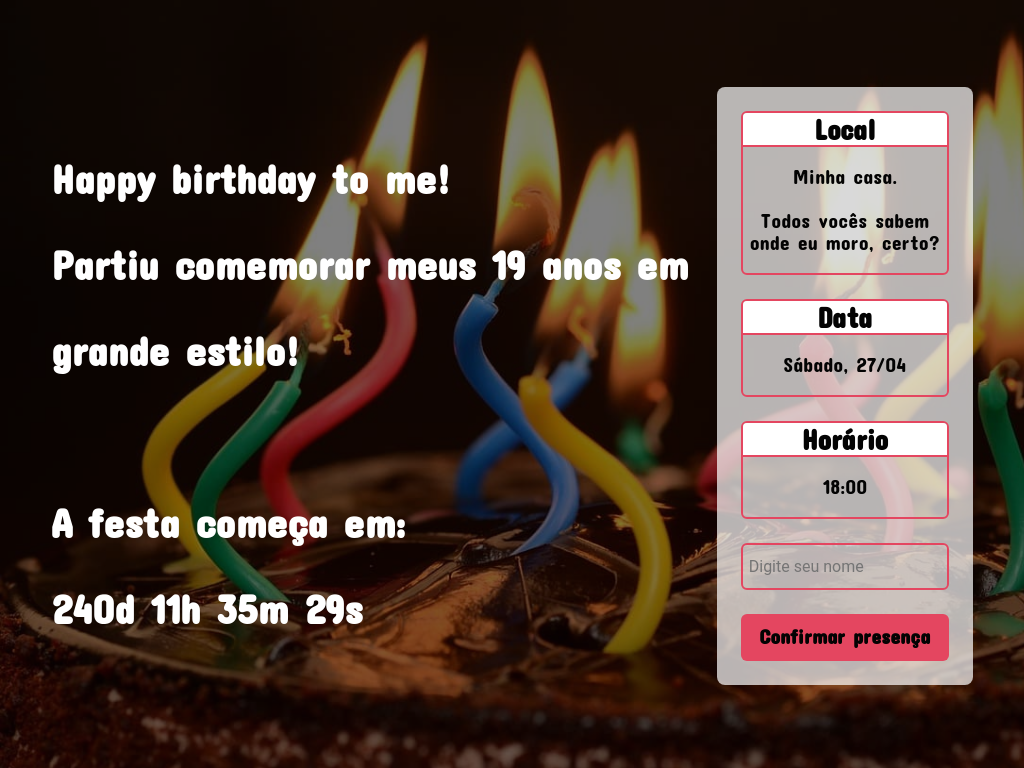 Happy birthday to me!
Partiu comemorar meus 19 anos em
grande estilo!
A festa começa em:
240d 11h 35m 29s
Local
Minha casa.
Todos vocês sabem
onde eu moro, certo?
Data
Sábado, 27/04
Horário
18:00
Digite seu nome
Confirmar presença